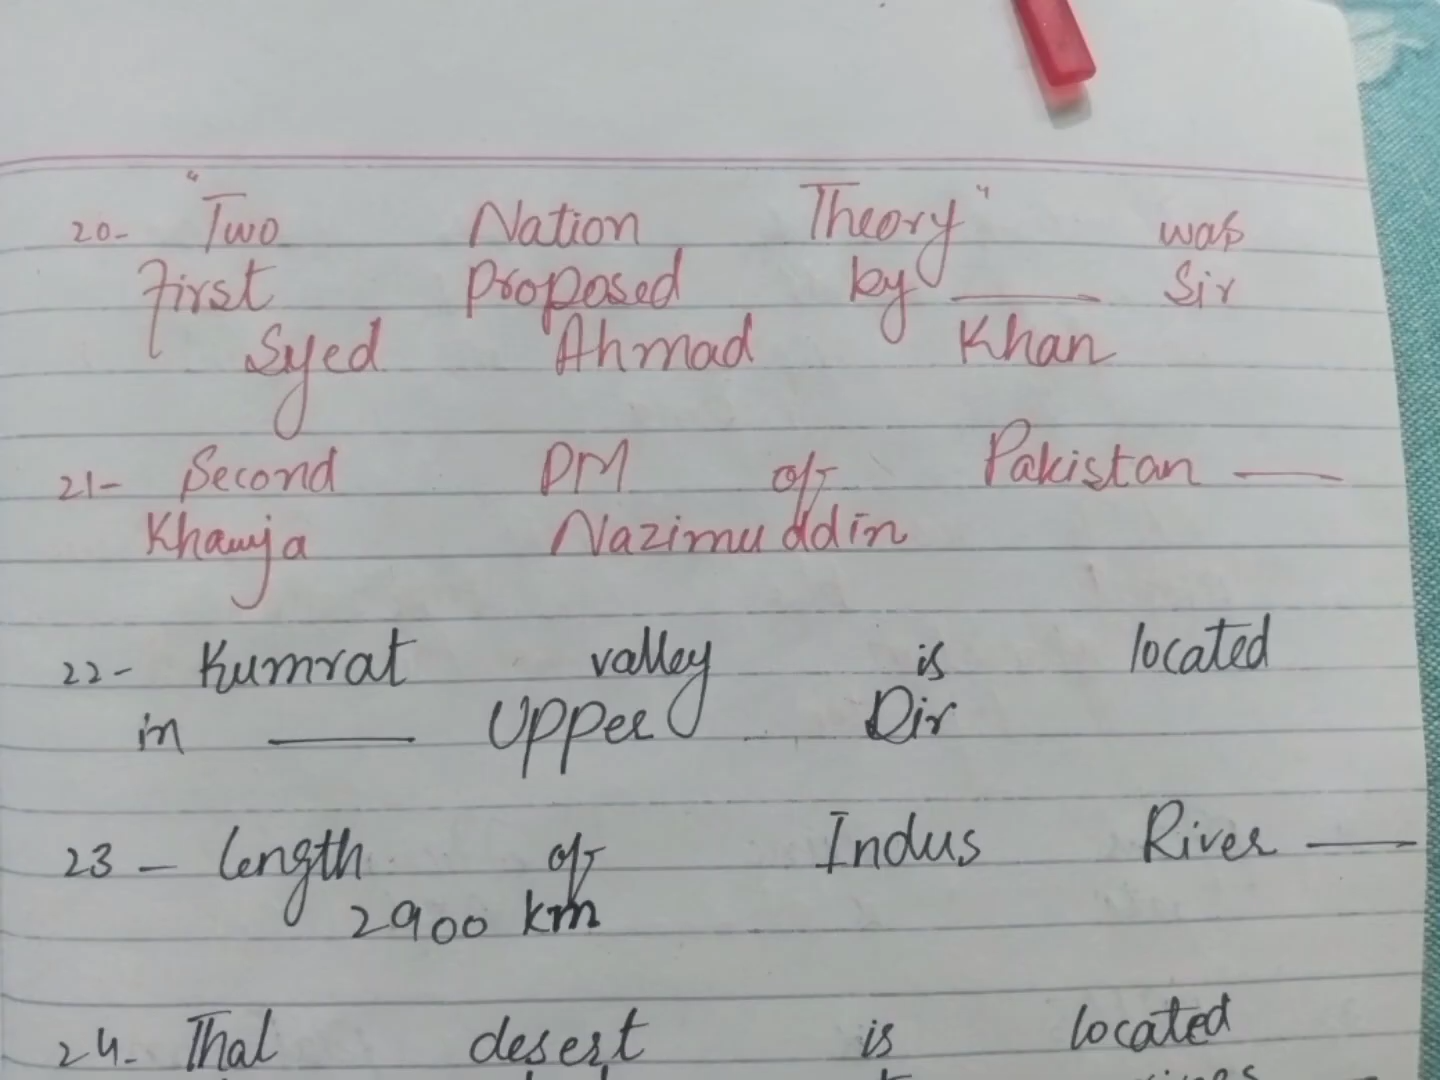 20- "Two Nation Theory" was
First Proposed by ___ Sir
Syed Ahmad Khan
21- Second PM of Pakistan —
Khawja Nazimuddin
22- Kumrat valley is located
in ___ Upper Dir
23 - Length of Indus River —
2900 km
24. Thal desert is located